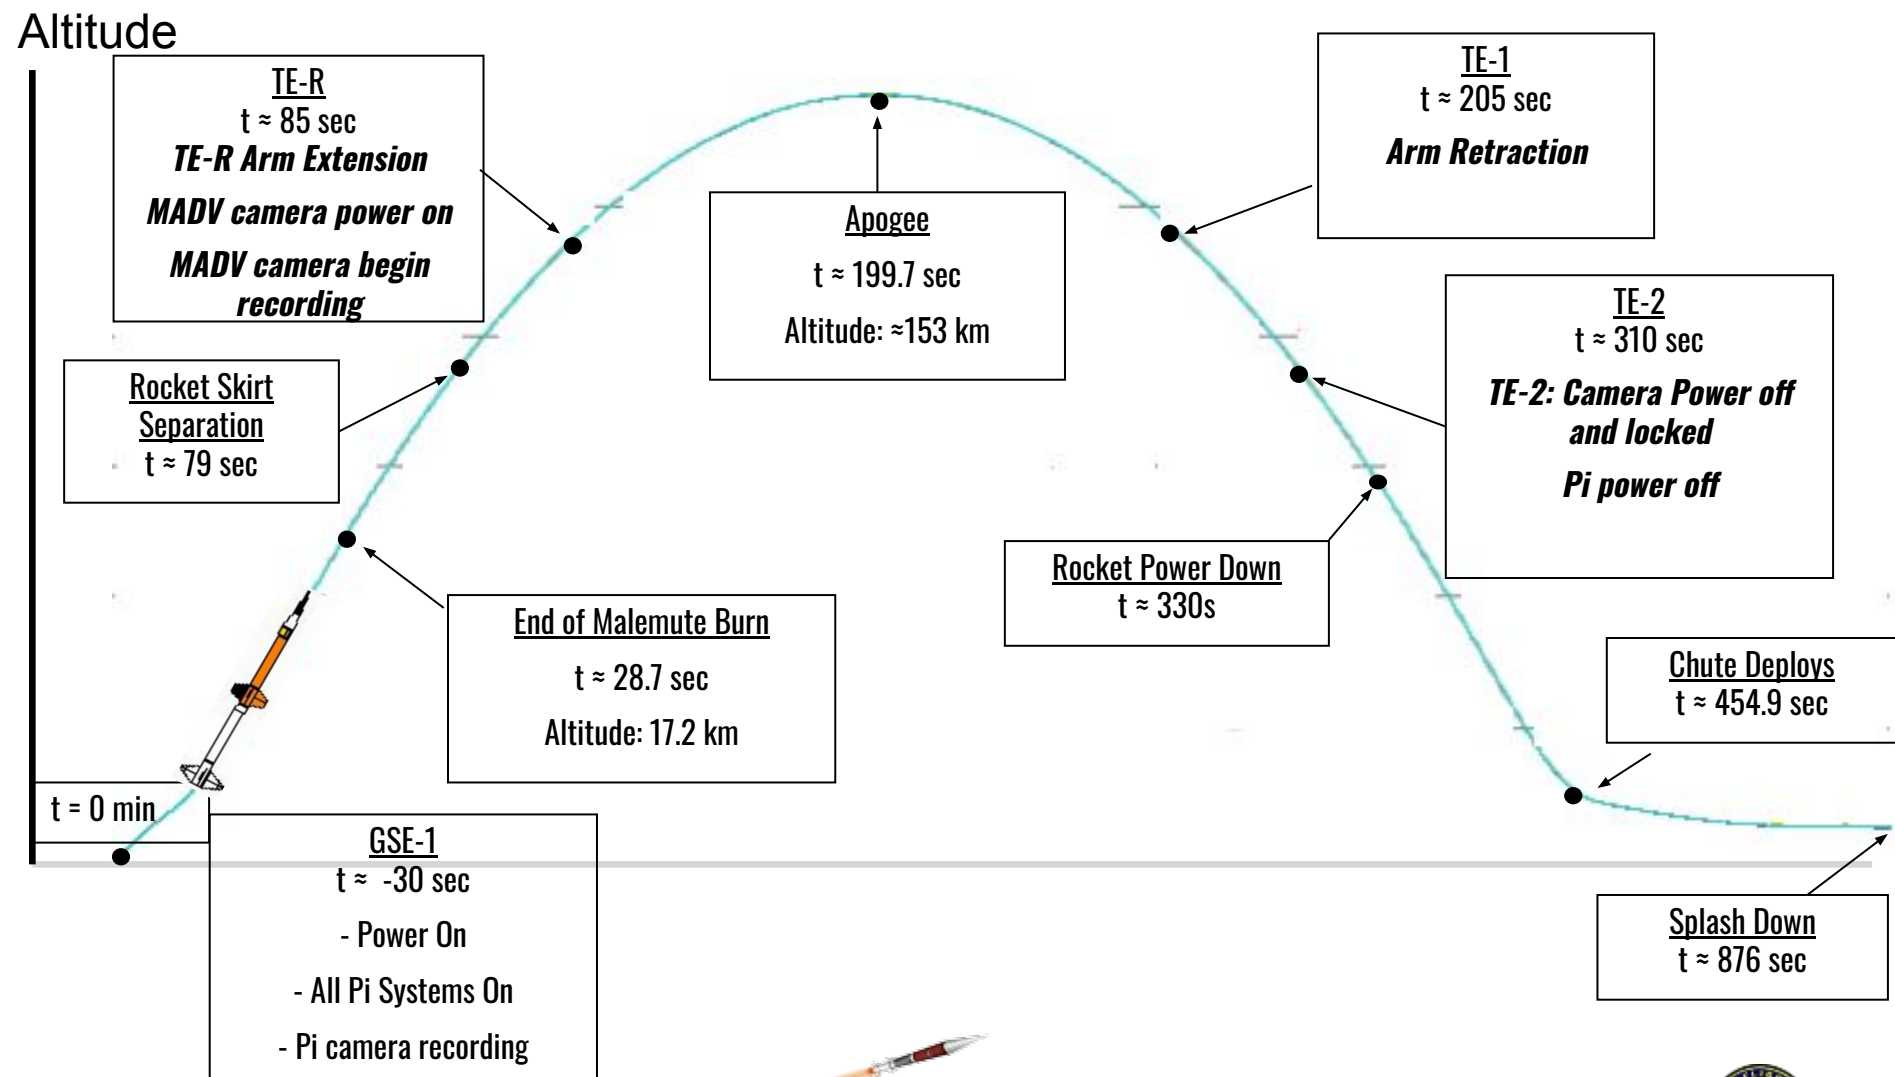 Altitude
TE-R
t ≈ 85 sec
TE-R Arm Extension
MADV camera power on
MADV camera begin
recording
TE-1
t ≈ 205 sec
Arm Retraction
Apogee
t ≈ 199.7 sec
Altitude: ≈153 km
TE-2
t ≈ 310 sec
TE-2: Camera Power off
and locked
Pi power off
Rocket Skirt
Separation
t ≈ 79 sec
Rocket Power Down
t ≈ 330s
End of Malemute Burn
t ≈ 28.7 sec
Altitude: 17.2 km
Chute Deploys
t ≈ 454.9 sec
t = 0 min
GSE-1
t ≈ -30 sec
- Power On
- All Pi Systems On
- Pi camera recording
Splash Down
t ≈ 876 sec